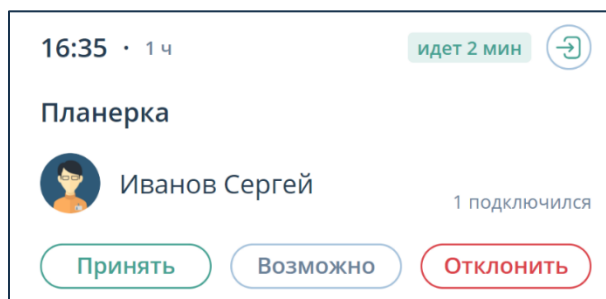 16:35 · 1 ч идет 2 мин
Планерка
Иванов Сергей
1 подключился
Принять Возможно Отклонить